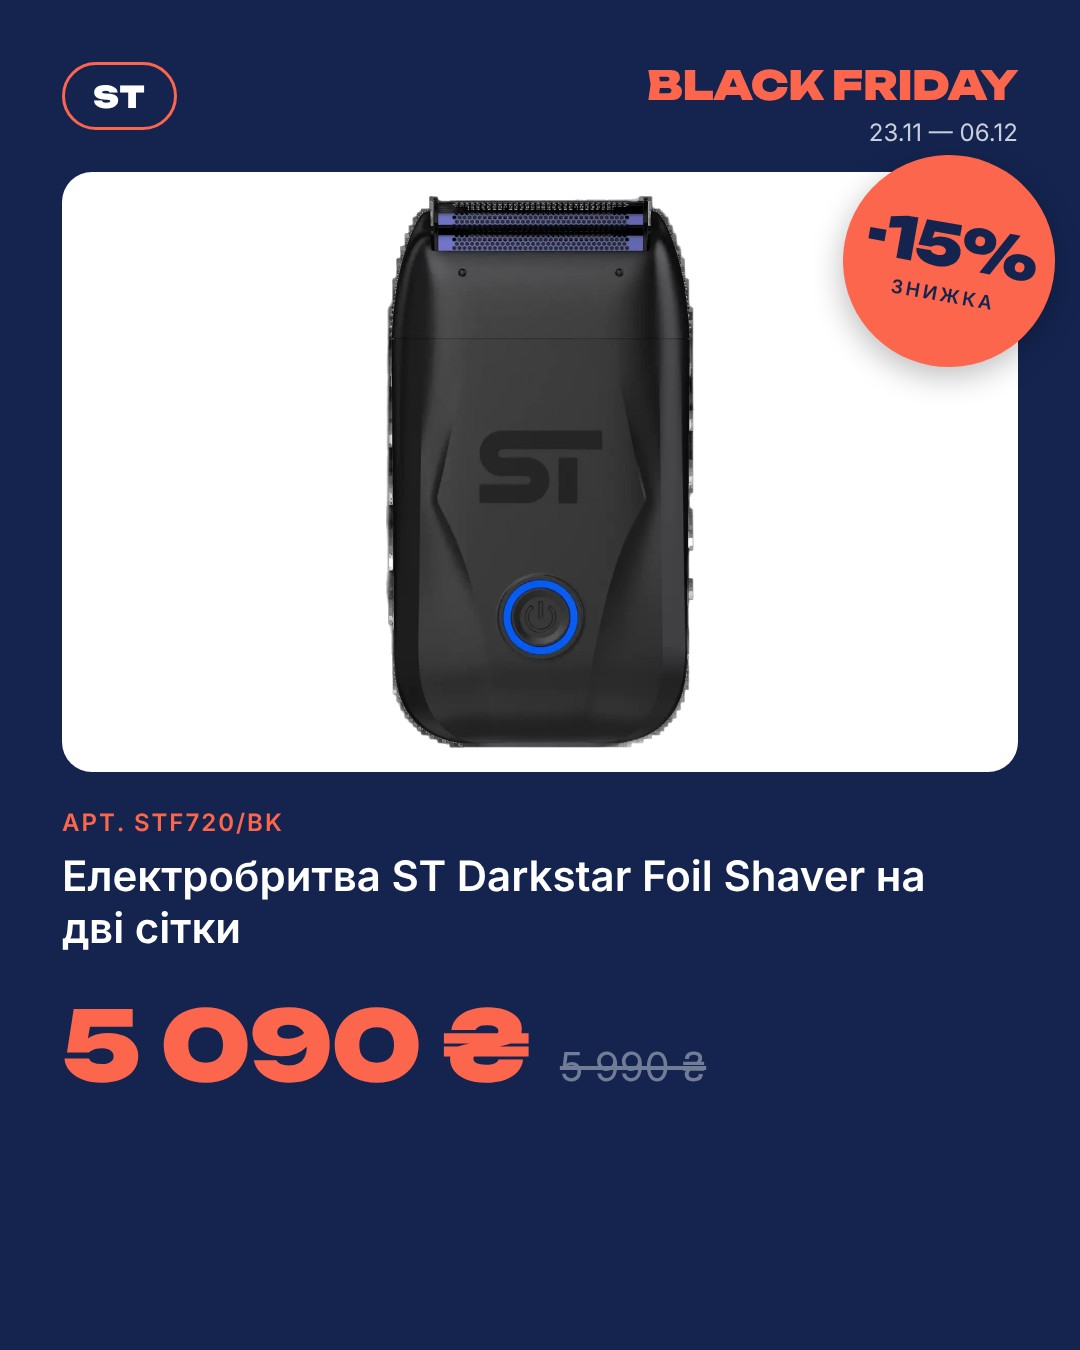 ST
BLACK FRIDAY
23.11 — 06.12
-15%
ЗНИЖКА
ST
АРТ. STF720/BK
Електробритва ST Darkstar Foil Shaver на
дві сітки
5 090 ₴
5 990 ₴